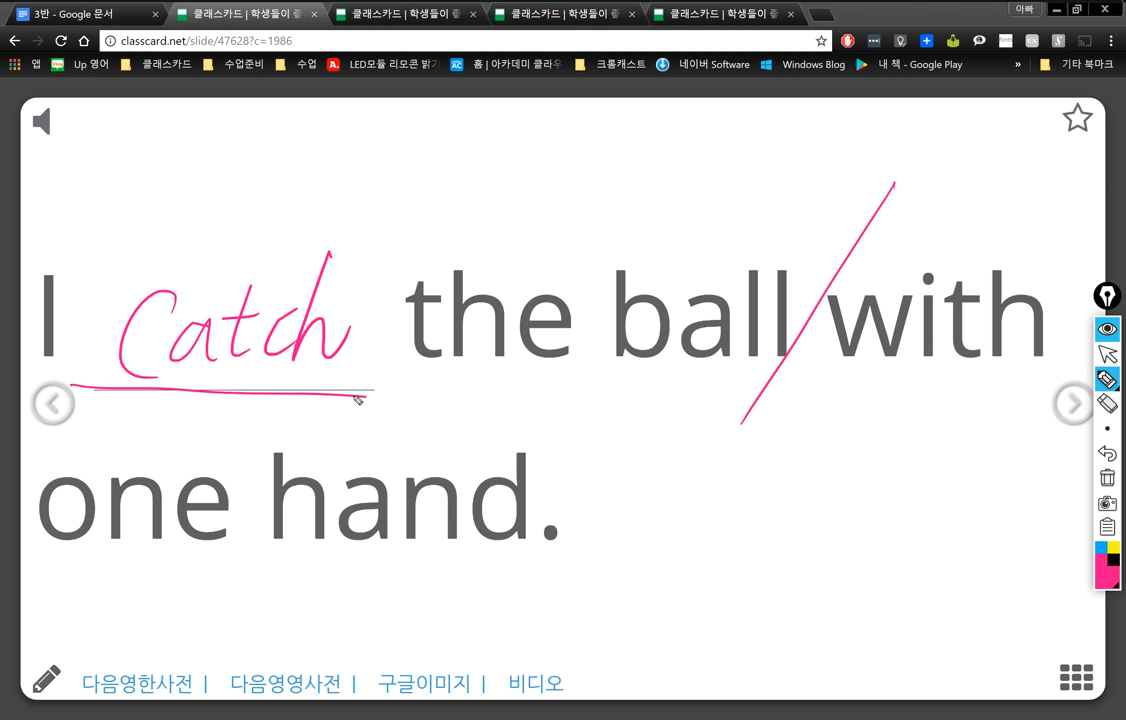 3반 - Google 문서
클래스카드 | 학생들이 좋
클래스카드 | 학생들이 좋
클래스카드 | 학생들이 좋
클래스카드 | 학생들이 좋
아빠
classcard.net/slide/47628?c=1986
앱
Up 영어
클래스카드
수업준비
수업
LED모듈 리모콘 밝기
홈 | 아카데미 클라우
크롬캐스트
네이버 Software
Windows Blog
내 책 - Google Play
»
기타 북마크
I catch the ball/with
one hand.
다음영한사전 | 다음영영사전 | 구글이미지 | 비디오